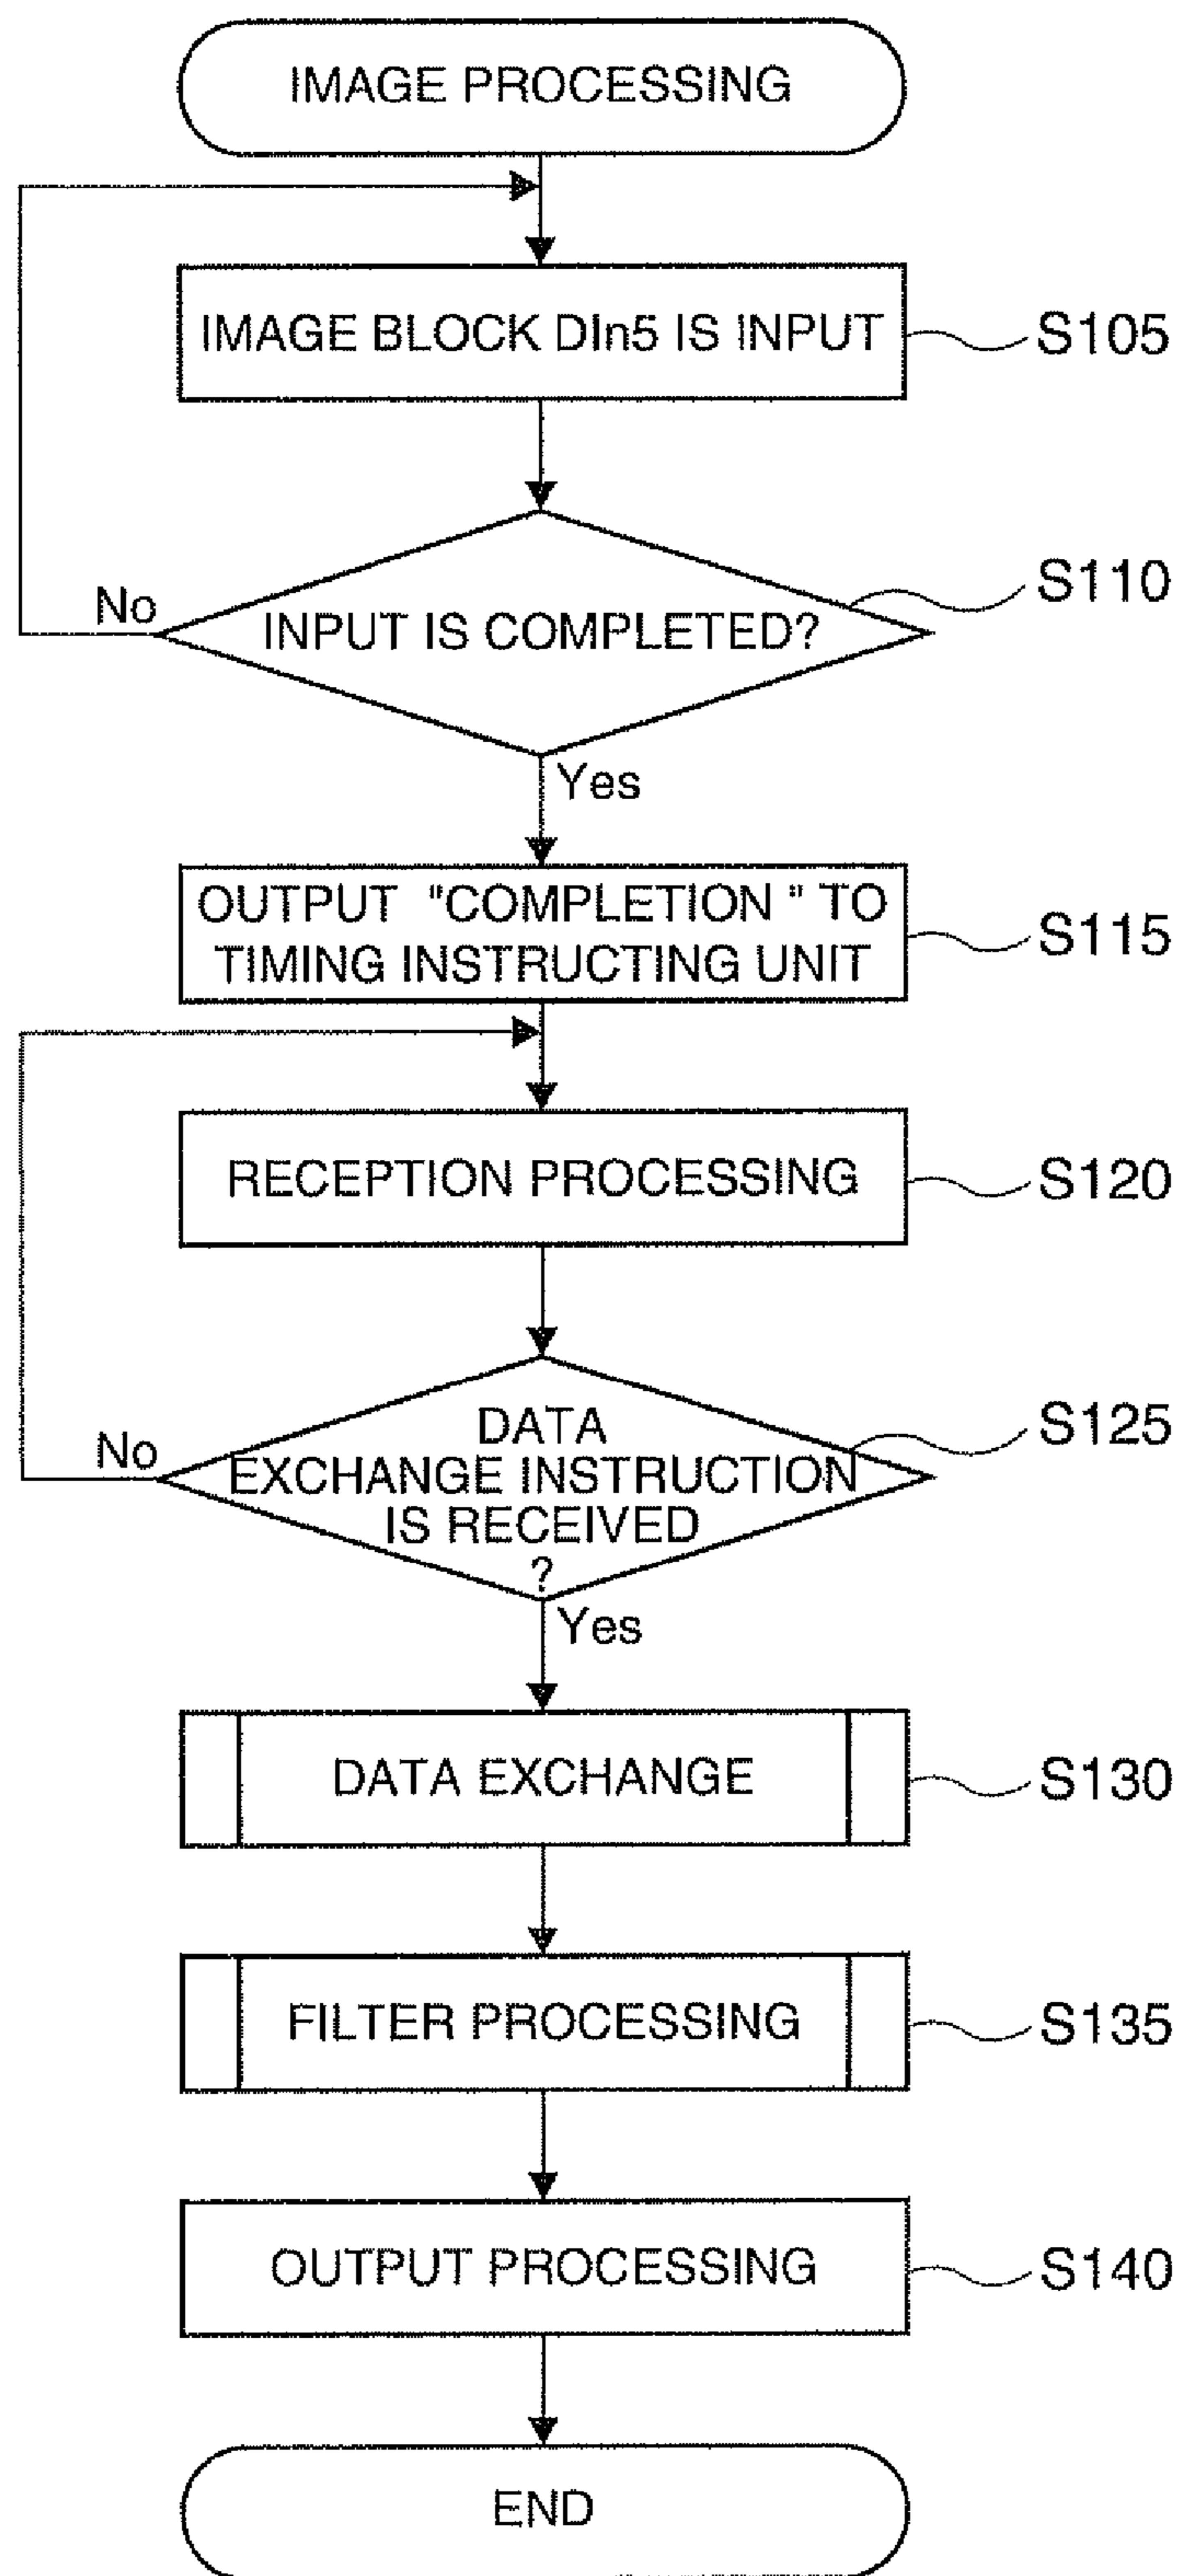 IMAGE PROCESSING
IMAGE BLOCK DIn5 IS INPUT
S105
INPUT IS COMPLETED?
S110
No
Yes
OUTPUT "COMPLETION " TO
TIMING INSTRUCTING UNIT
S115
RECEPTION PROCESSING
S120
DATA
EXCHANGE INSTRUCTION
IS RECEIVED
?
S125
No
Yes
DATA EXCHANGE
S130
FILTER PROCESSING
S135
OUTPUT PROCESSING
S140
END